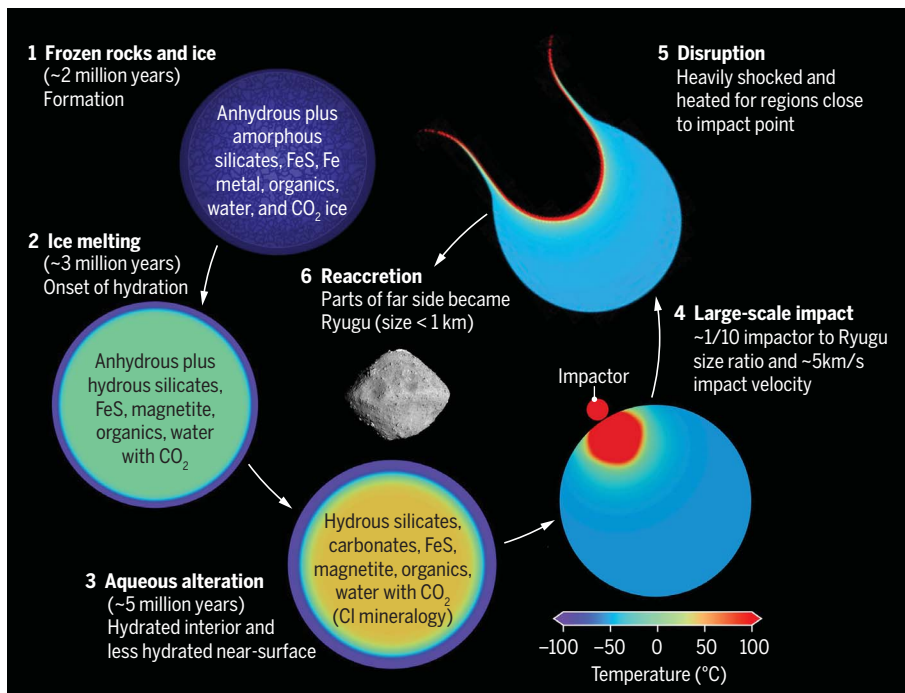 1 Frozen rocks and ice
(~2 million years)
Formation
Anhydrous plus
amorphous
silicates, FeS, Fe
metal, organics,
water, and CO₂ ice
2 Ice melting
(~3 million years)
Onset of hydration
Anhydrous plus
hydrous silicates,
FeS, magnetite,
organics, water
with CO₂
3 Aqueous alteration
(~5 million years)
Hydrated interior and
less hydrated near-surface
Hydrous silicates,
carbonates, FeS,
magnetite, organics,
water with CO₂
(CI mineralogy)
4 Large-scale impact
~1/10 impactor to Ryugu
size ratio and ~5km/s
impact velocity
Impactor
5 Disruption
Heavily shocked and
heated for regions close
to impact point
6 Reaccretion
Parts of far side became
Ryugu (size < 1 km)
−100 −50 0 50 100
Temperature (°C)